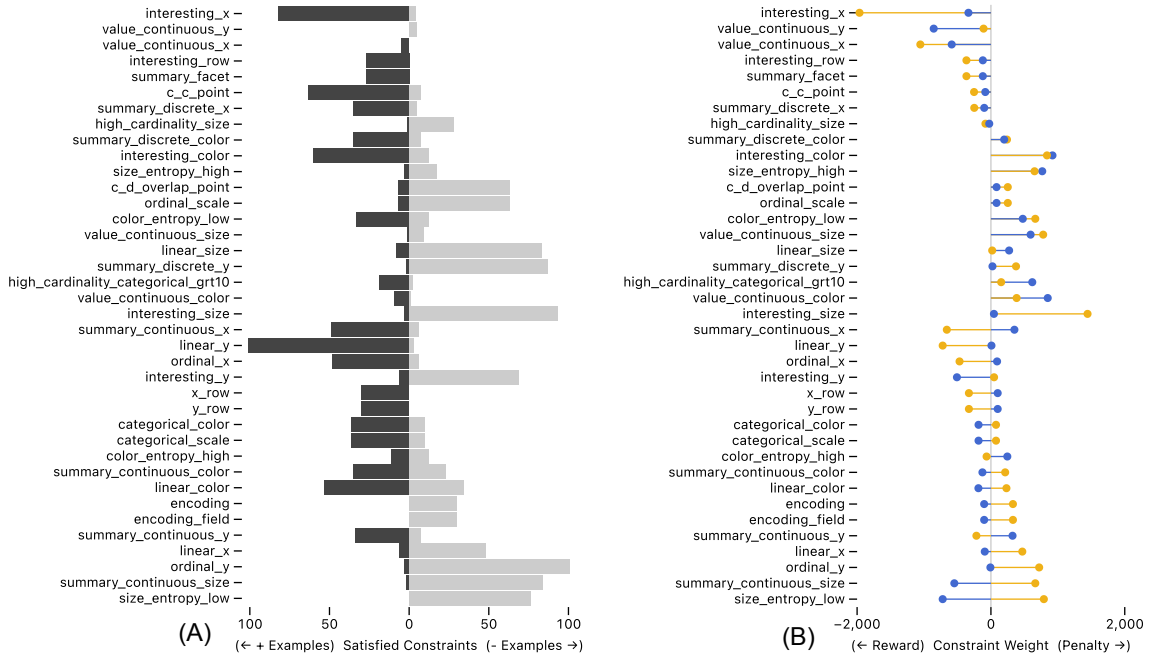 interesting_x
value_continuous_y
value_continuous_x
interesting_row
summary_facet
c_c_point
summary_discrete_x
high_cardinality_size
summary_discrete_color
interesting_color
size_entropy_high
c_d_overlap_point
ordinal_scale
color_entropy_low
value_continuous_size
linear_size
summary_discrete_y
high_cardinality_categorical_grt10
value_continuous_color
interesting_size
summary_continuous_x
linear_y
ordinal_x
interesting_y
x_row
y_row
categorical_color
categorical_scale
color_entropy_high
summary_continuous_color
linear_color
encoding
encoding_field
summary_continuous_y
linear_x
ordinal_y
summary_continuous_size
size_entropy_low
100 50 0 50 100
(A)
(← + Examples) Satisfied Constraints (- Examples →)
interesting_x
value_continuous_y
value_continuous_x
interesting_row
summary_facet
c_c_point
summary_discrete_x
high_cardinality_size
summary_discrete_color
interesting_color
size_entropy_high
c_d_overlap_point
ordinal_scale
color_entropy_low
value_continuous_size
linear_size
summary_discrete_y
high_cardinality_categorical_grt10
value_continuous_color
interesting_size
summary_continuous_x
linear_y
ordinal_x
interesting_y
x_row
y_row
categorical_color
categorical_scale
color_entropy_high
summary_continuous_color
linear_color
encoding
encoding_field
summary_continuous_y
linear_x
ordinal_y
summary_continuous_size
size_entropy_low
−2,000 0 2,000
(B)
(← Reward) Constraint Weight (Penalty →)